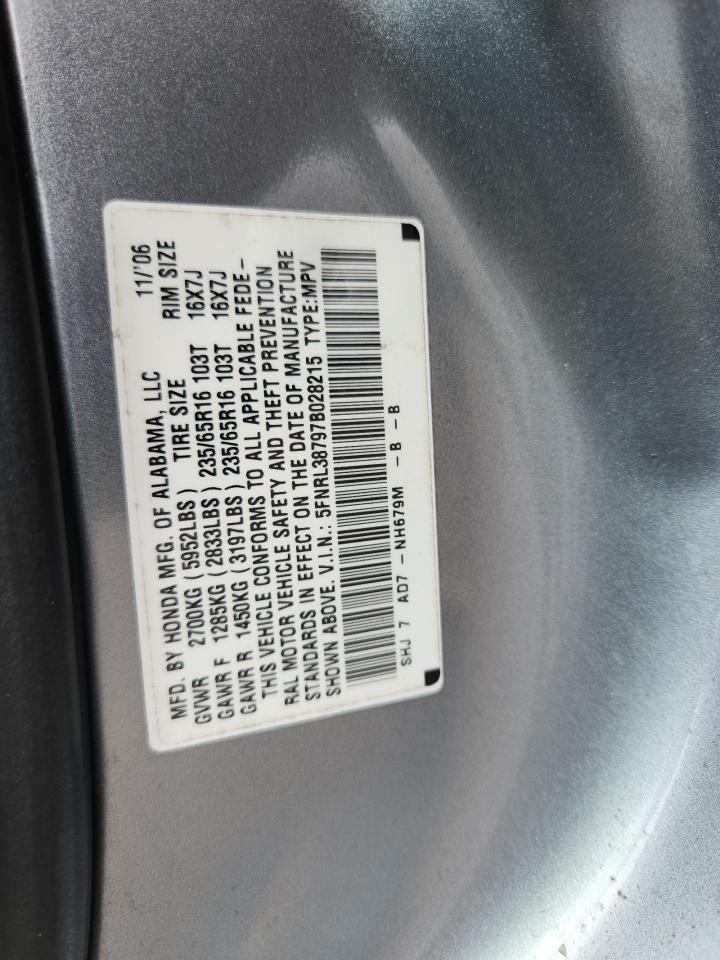 MFD. BY HONDA MFG. OF ALABAMA, LLC 11/'06
GVWR 2700KG (5952LBS) TIRE SIZE RIM SIZE
GAWR F 1285KG (2833LBS) 235/65R16 103T 16X7J
GAWR R 1450KG (3197LBS) 235/65R16 103T 16X7J
THIS VEHICLE CONFORMS TO ALL APPLICABLE FEDE-
RAL MOTOR VEHICLE SAFETY AND THEFT PREVENTION
STANDARDS IN EFFECT ON THE DATE OF MANUFACTURE
SHOWN ABOVE. V.I.N.: 5FNRL38797B028215 TYPE:MPV
SHJ 7 AD7 - NH679M - B - B